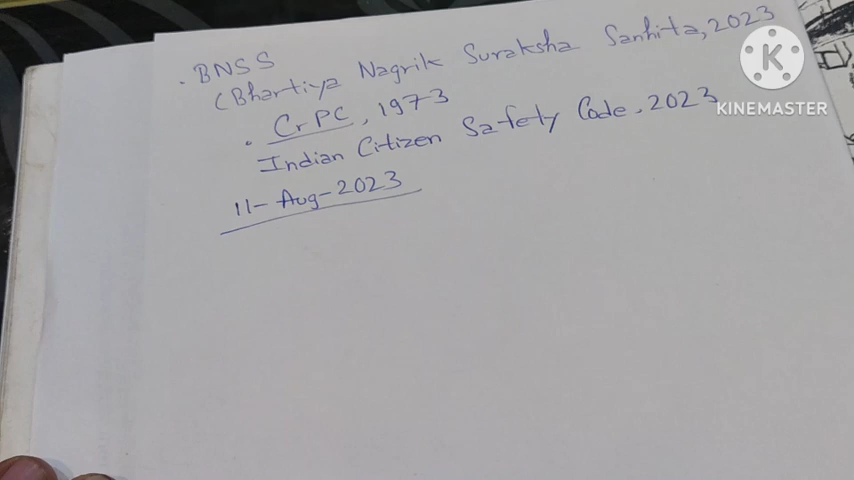 . BNSS
(Bhartiya Nagrik Suraksha Sanhita, 2023
. CrPC, 1973
Indian Citizen Safety Code, 2023
11-Aug-2023
KINEMASTER